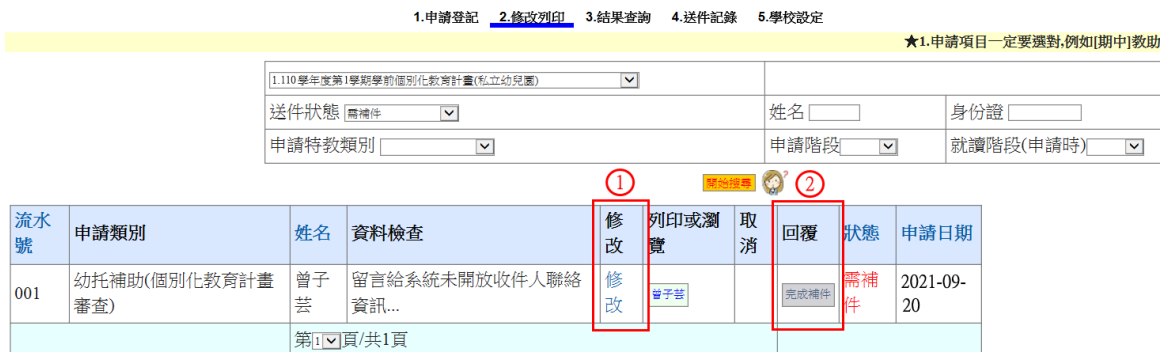 1.申請登記 2.修改列印 3.結果查詢 4.送件記錄 5.學校設定
★1.申請項目一定要選對,例如[期中]教助
1.110學年度第1學期學前個別化教育計畫(私立幼兒園)
送件狀態 需補件 姓名 身份證
申請特教類別 申請階段 就讀階段(申請時)
① 開始搜尋 ? ②
流水號 申請類別 姓名 資料檢查 修改 列印或瀏覽 取消 回覆 狀態 申請日期
001 幼托補助(個別化教育計畫審查) 曾子芸 留言給系統未開放收件人聯絡資訊... 修改 曾子芸 完成補件 需補件 2021-09-20
第1頁/共1頁